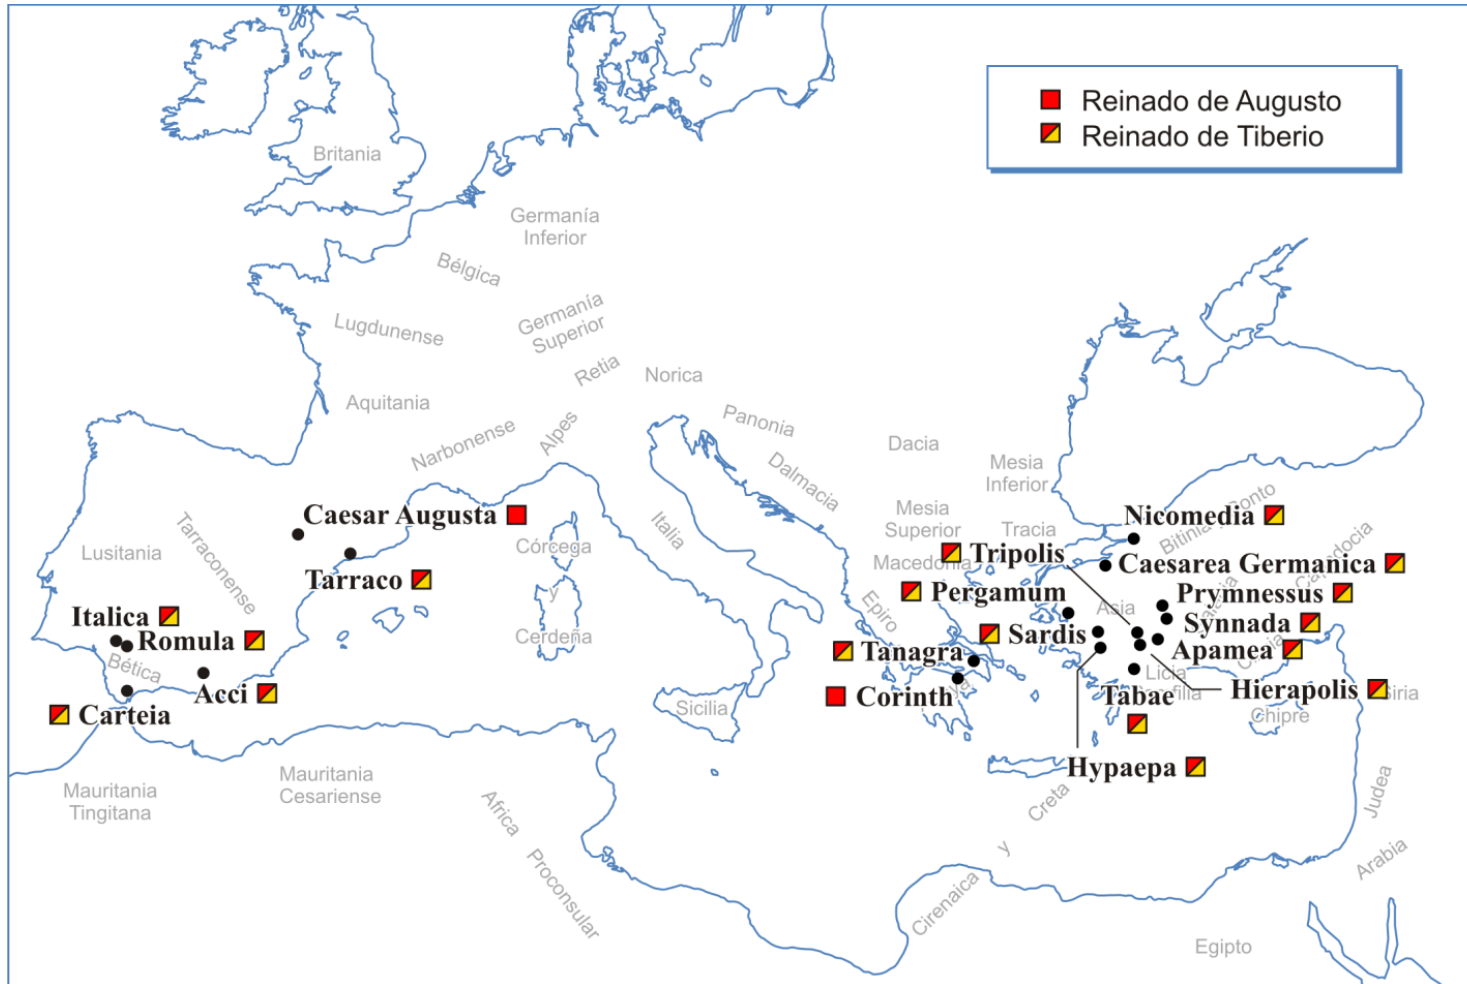 Reinado de Augusto
Reinado de Tiberio
Britania
Germanía
Inferior
Bélgica
Lugdunense
Germanía
Superior
Retia
Norica
Aquitania
Narbonense
Alpes
Panonia
Dalmacia
Dacia
Mesia
Inferior
Mesia
Superior
Tracia
Macedonia
Bitinia y Ponto
Capadocia
Caesar Augusta
Nicomedia
Tripolis
Caesarea Germanica
Lusitania
Tarraconense
Córcega
y
Cerdeña
Italia
Tarraco
Pergamum
Prymnessus
Asia
Epiro
Italica
Romula
Sardis
Synnada
Tanagra
Apamea
Bética
Acci
Corinth
Licia
Tabae
Hierapolis
Siria
Carteia
Sicilia
Chipre
Hypaepa
Mauritania
Tingitana
Mauritania
Cesariense
Africa
Proconsular
Creta
y
Cirenaica
Judea
Arabia
Egipto